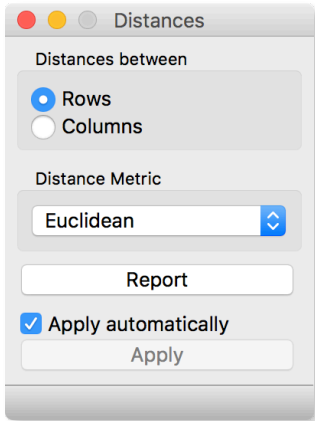 Distances
Distances between
Rows
Columns
Distance Metric
Euclidean
Report
Apply automatically
Apply